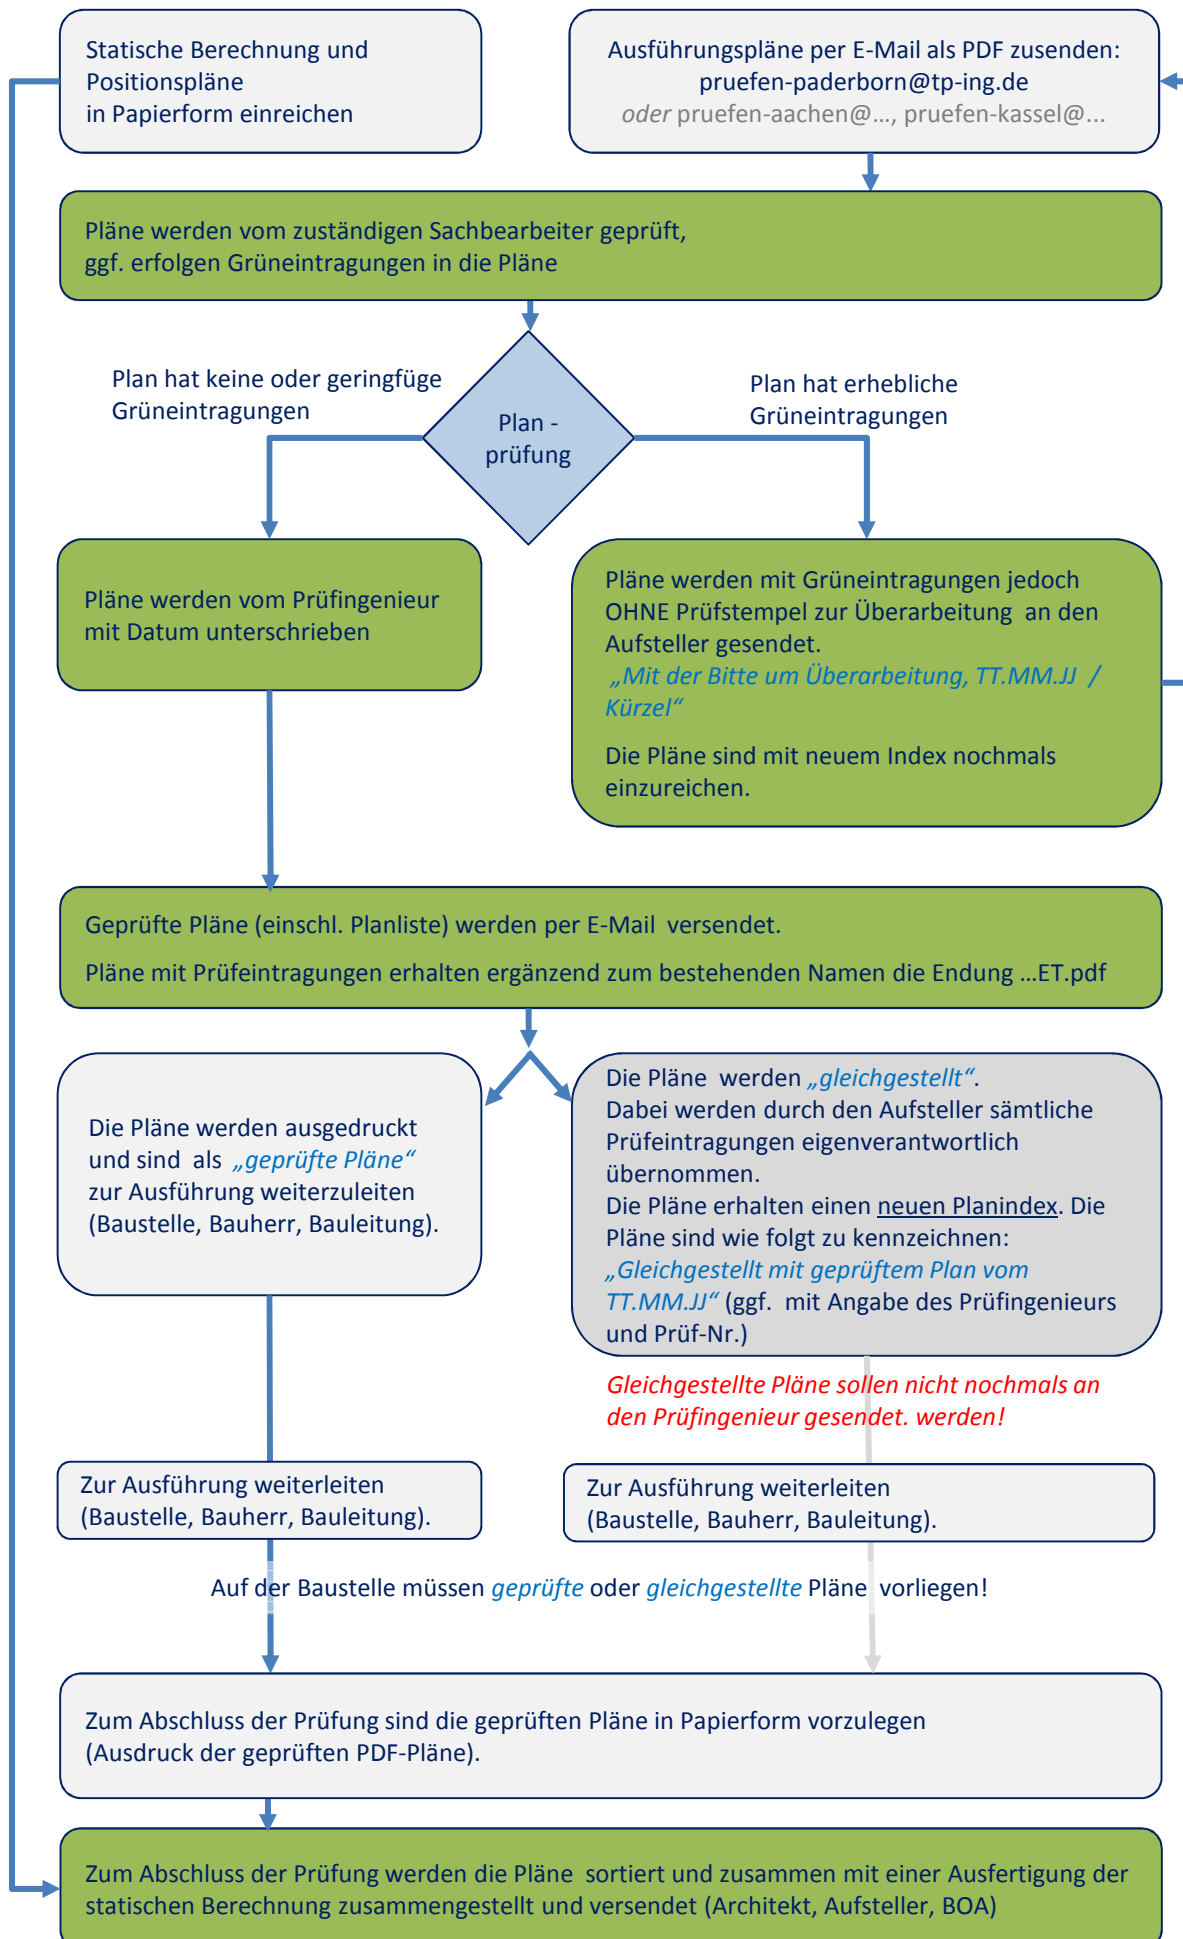 Statische Berechnung und
Positionspläne
in Papierform einreichen
Ausführungspläne per E-Mail als PDF zusenden:
pruefen-paderborn@tp-ing.de
oder pruefen-aachen@…, pruefen-kassel@...
Pläne werden vom zuständigen Sachbearbeiter geprüft,
ggf. erfolgen Grüneintragungen in die Pläne
Plan hat keine oder geringfüge
Grüneintragungen
Plan -
prüfung
Plan hat erhebliche
Grüneintragungen
Pläne werden vom Prüfingenieur
mit Datum unterschrieben
Pläne werden mit Grüneintragungen jedoch
OHNE Prüfstempel zur Überarbeitung an den
Aufsteller gesendet.
„Mit der Bitte um Überarbeitung, TT.MM.JJ /
Kürzel“
Die Pläne sind mit neuem Index nochmals
einzureichen.
Geprüfte Pläne (einschl. Planliste) werden per E-Mail versendet.
Pläne mit Prüfeintragungen erhalten ergänzend zum bestehenden Namen die Endung …ET.pdf
Die Pläne werden ausgedruckt
und sind als „geprüfte Pläne“
zur Ausführung weiterzuleiten
(Baustelle, Bauherr, Bauleitung).
Die Pläne werden „gleichgestellt“.
Dabei werden durch den Aufsteller sämtliche
Prüfeintragungen eigenverantwortlich
übernommen.
Die Pläne erhalten einen neuen Planindex. Die
Pläne sind wie folgt zu kennzeichnen:
„Gleichgestellt mit geprüftem Plan vom
TT.MM.JJ“ (ggf. mit Angabe des Prüfingenieurs
und Prüf-Nr.)
Gleichgestellte Pläne sollen nicht nochmals an
den Prüfingenieur gesendet. werden!
Zur Ausführung weiterleiten
(Baustelle, Bauherr, Bauleitung).
Zur Ausführung weiterleiten
(Baustelle, Bauherr, Bauleitung).
Auf der Baustelle müssen geprüfte oder gleichgestellte Pläne vorliegen!
Zum Abschluss der Prüfung sind die geprüften Pläne in Papierform vorzulegen
(Ausdruck der geprüften PDF-Pläne).
Zum Abschluss der Prüfung werden die Pläne sortiert und zusammen mit einer Ausfertigung der
statischen Berechnung zusammengestellt und versendet (Architekt, Aufsteller, BOA)